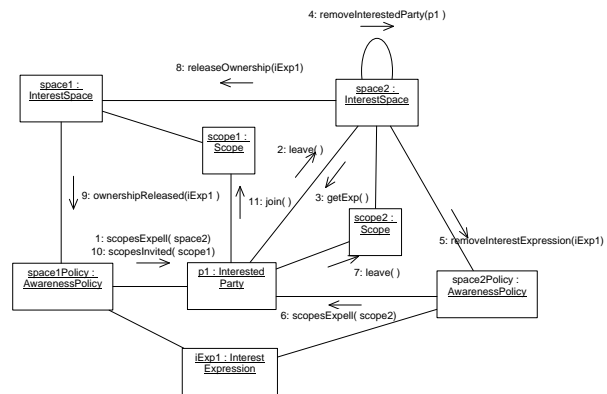 4: removeInterestedParty(p1 )
8: releaseOwnership(iExp1)
space1 :
InterestSpace
space2 :
InterestSpace
scope1 :
Scope
2: leave( )
9: ownershipReleased(iExp1 )
11: join( )
3: getExp( )
scope2 :
Scope
1: scopesExpell( space2)
10: scopesInvited( scope1)
5: removeInterestExpression(iExp1)
space1Policy :
AwarenessPolicy
p1 : Interested
Party
7: leave( )
space2Policy :
AwarenessPolicy
6: scopesExpell( scope2)
iExp1 : Interest
Expression